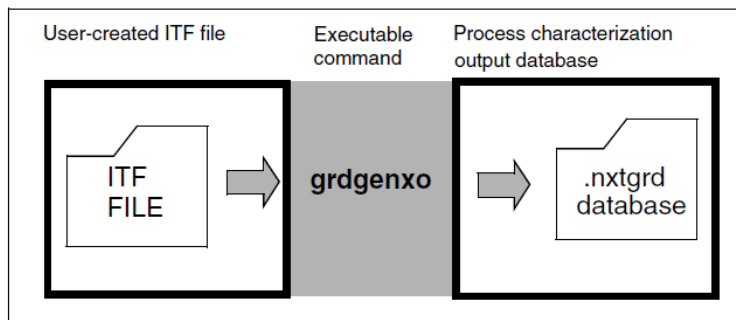 User-created ITF file
Executable
command
Process characterization
output database
ITF
FILE
grdgenxo
.nxtgrd
database